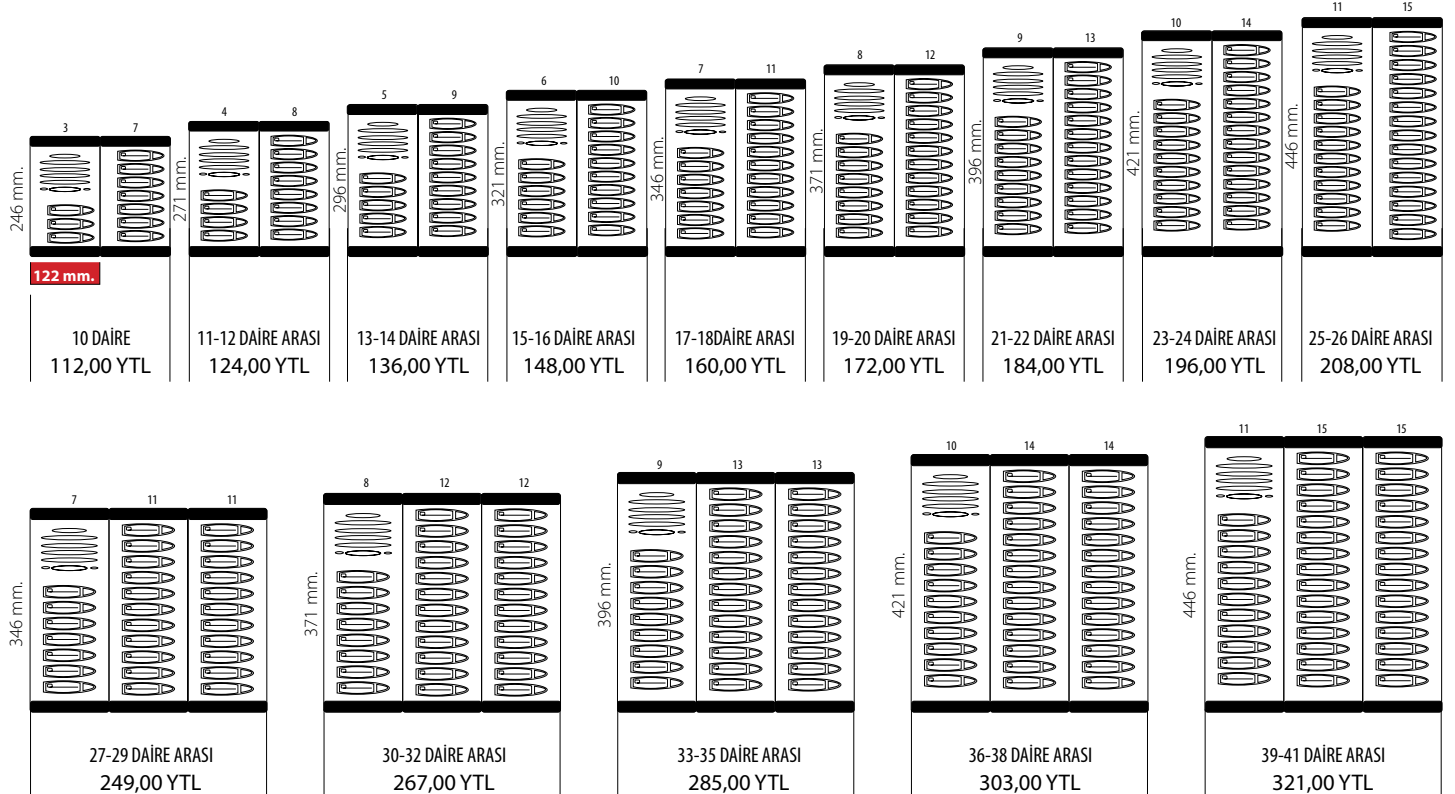 3 7
246 mm.
122 mm.
10 DAİRE
112,00 YTL
4 8
271 mm.
11-12 DAİRE ARASI
124,00 YTL
5 9
296 mm.
13-14 DAİRE ARASI
136,00 YTL
6 10
321 mm.
15-16 DAİRE ARASI
148,00 YTL
7 11
346 mm.
17-18DAİRE ARASI
160,00 YTL
8 12
371 mm.
19-20 DAİRE ARASI
172,00 YTL
9 13
396 mm.
21-22 DAİRE ARASI
184,00 YTL
10 14
421 mm.
23-24 DAİRE ARASI
196,00 YTL
11 15
446 mm.
25-26 DAİRE ARASI
208,00 YTL
7 11 11
346 mm.
27-29 DAİRE ARASI
249,00 YTL
8 12 12
371 mm.
30-32 DAİRE ARASI
267,00 YTL
9 13 13
396 mm.
33-35 DAİRE ARASI
285,00 YTL
10 14 14
421 mm.
36-38 DAİRE ARASI
303,00 YTL
11 15 15
446 mm.
39-41 DAİRE ARASI
321,00 YTL